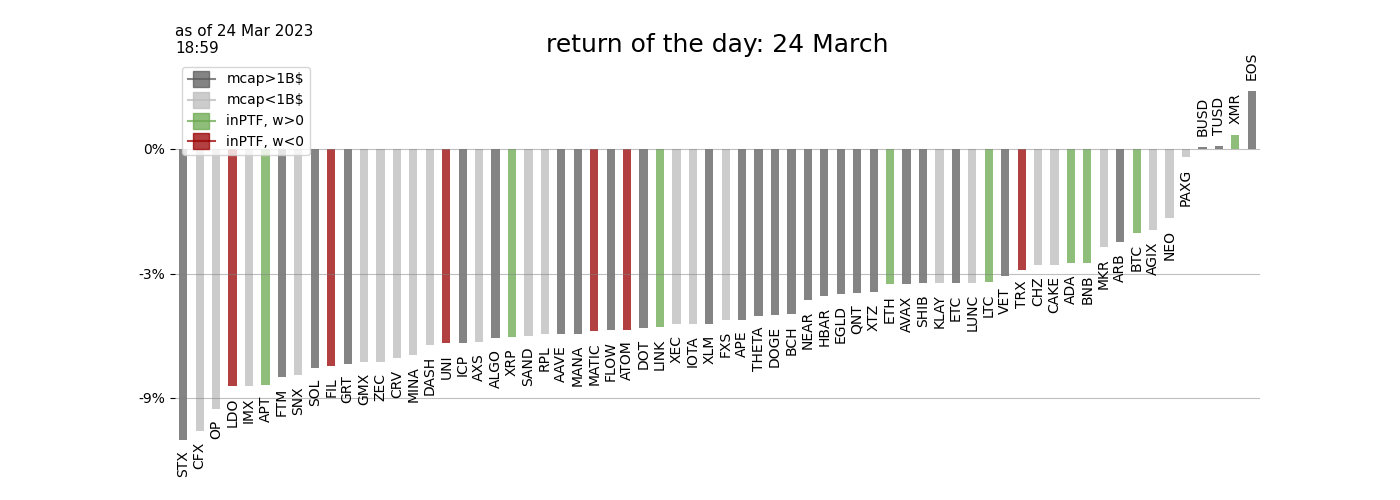 as of 24 Mar 2023
18:59
return of the day: 24 March
mcap>1B$
mcap<1B$
inPTF, w>0
inPTF, w<0
0%
-3%
-9%
STX
CFX
OP
LDO
IMX
APT
FTM
SNX
SOL
FIL
GRT
GMX
ZEC
CRV
MINA
DASH
UNI
ICP
AXS
ALGO
XRP
SAND
RPL
AAVE
MANA
MATIC
FLOW
ATOM
DOT
LINK
XEC
IOTA
XLM
FXS
APE
THETA
DOGE
BCH
NEAR
HBAR
EGLD
QNT
XTZ
ETH
AVAX
SHIB
KLAY
ETC
LUNC
LTC
VET
TRX
CHZ
CAKE
ADA
BNB
MKR
ARB
BTC
AGIX
NEO
PAXG
BUSD
TUSD
XMR
EOS